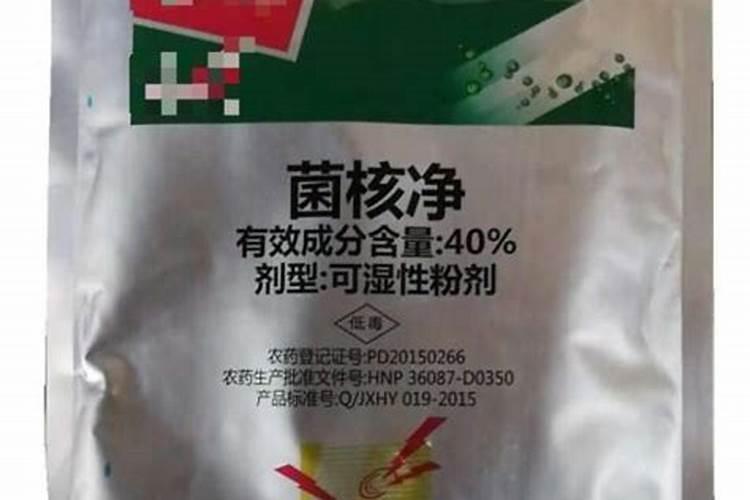 菌核净
有效成分含量:40%
剂型:可湿性粉剂
低毒
农药登记证号:PD20150266
农药生产批准文件号:HNP 36087-D0350
产品标准号:Q/JXHY 019-2015